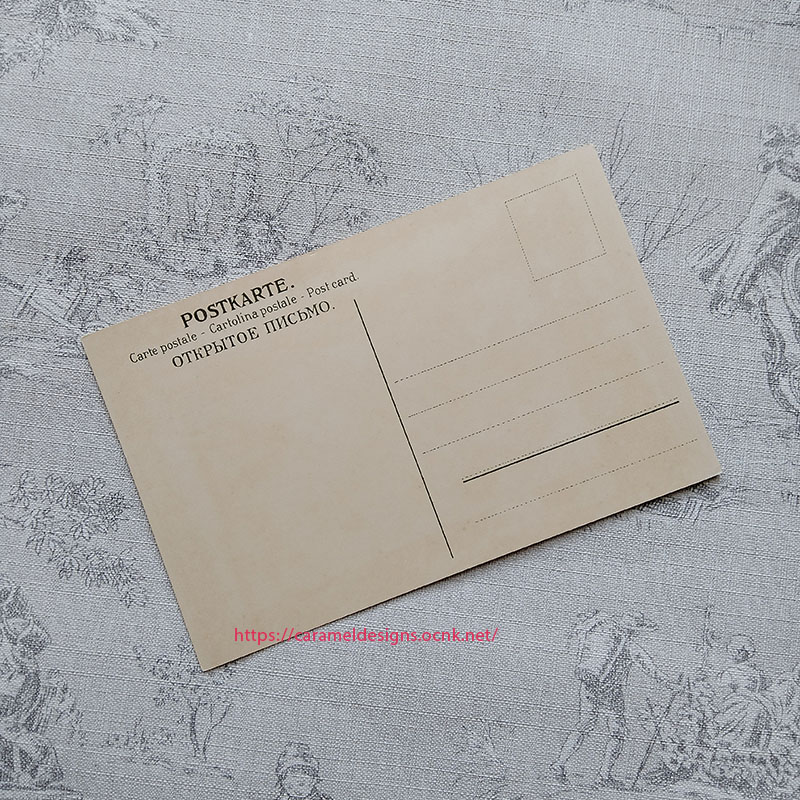 POSTKARTE.
Carte postale - Cartolina postale - Post card.
ОТКРЫТОЕ ПИСЬМО.
https://carameldesigns.ocnk.net/